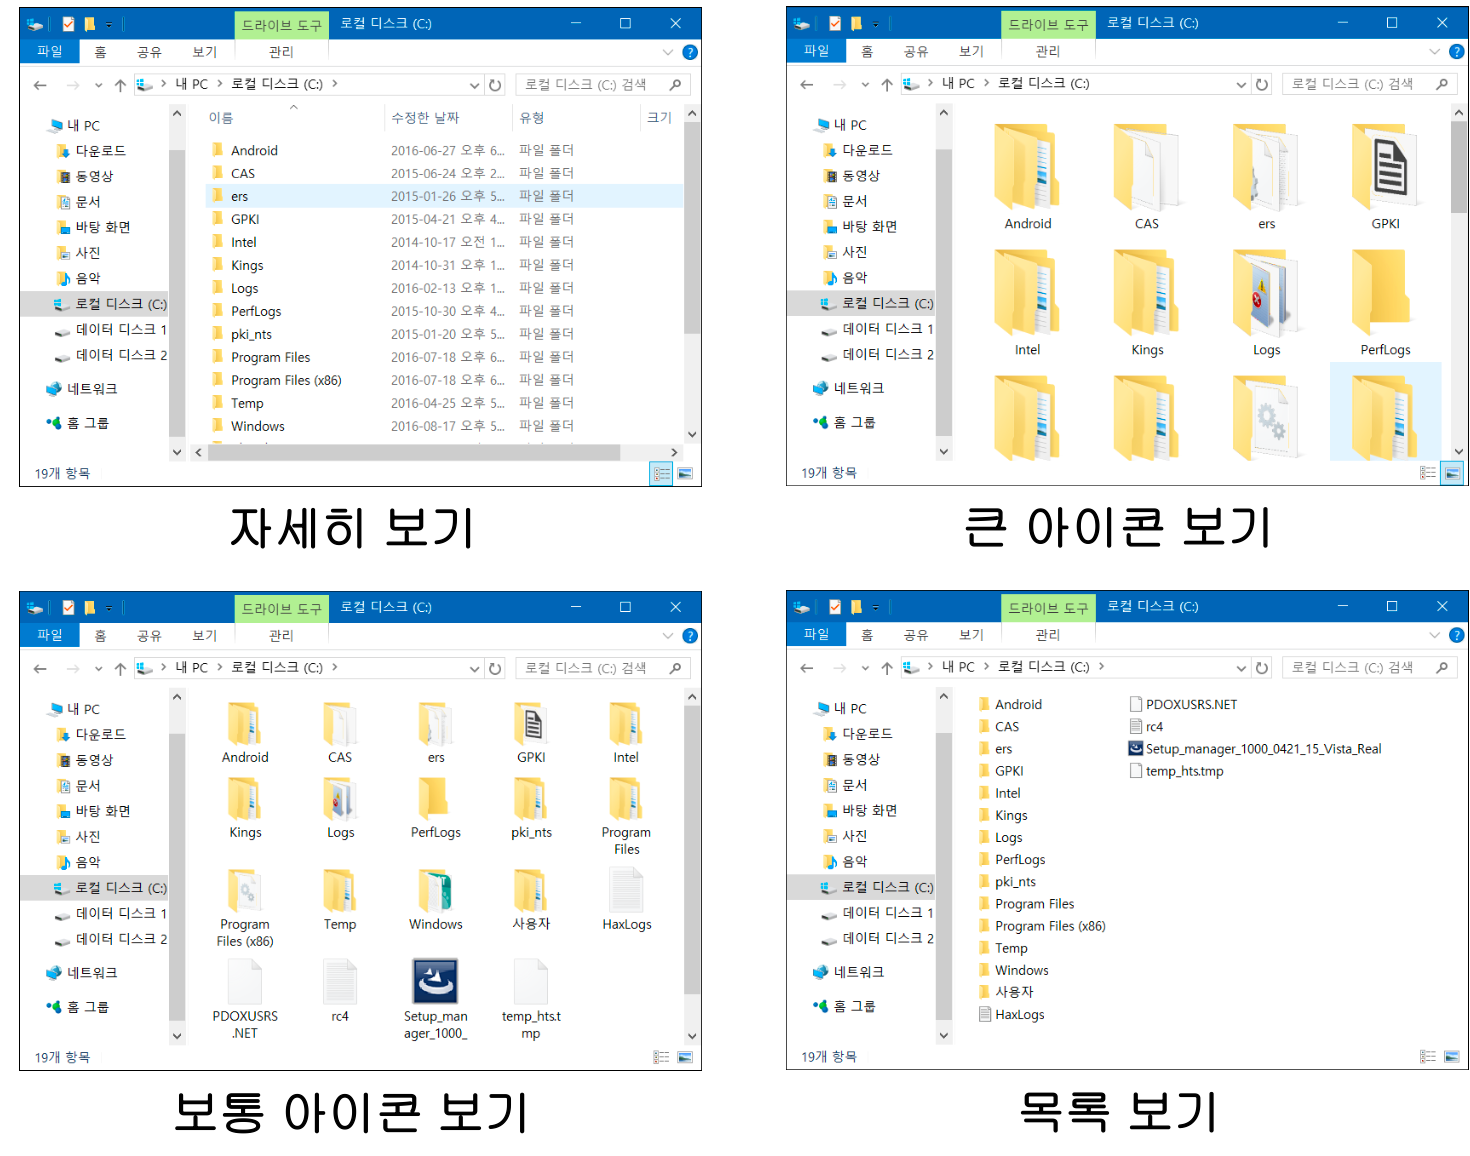 드라이브 도구 로컬 디스크 (C:)
파일 홈 공유 보기 관리
내 PC 로컬 디스크 (C:) 로컬 디스크 (C:) 검색
내 PC
다운로드
동영상
문서
바탕 화면
사진
음악
로컬 디스크 (C:)
데이터 디스크 1
데이터 디스크 2
네트워크
홈 그룹
이름 수정한 날짜 유형 크기
Android 2016-06-27 오후 6... 파일 폴더
CAS 2015-06-24 오후 2... 파일 폴더
ers 2015-01-26 오후 5... 파일 폴더
GPKI 2015-04-21 오후 4... 파일 폴더
Intel 2014-10-17 오전 1... 파일 폴더
Kings 2014-10-31 오후 1... 파일 폴더
Logs 2016-02-13 오후 1... 파일 폴더
PerfLogs 2015-10-30 오후 4... 파일 폴더
pki_nts 2015-01-20 오후 5... 파일 폴더
Program Files 2016-07-18 오후 6... 파일 폴더
Program Files (x86) 2016-07-18 오후 6... 파일 폴더
Temp 2016-04-25 오후 5... 파일 폴더
Windows 2016-08-17 오후 5... 파일 폴더
19개 항목
자세히 보기
드라이브 도구 로컬 디스크 (C:)
파일 홈 공유 보기 관리
내 PC 로컬 디스크 (C:) 로컬 디스크 (C:) 검색
내 PC
다운로드
동영상
문서
바탕 화면
사진
음악
로컬 디스크 (C:)
데이터 디스크 1
데이터 디스크 2
네트워크
홈 그룹
Android CAS ers GPKI
Intel Kings Logs PerfLogs
19개 항목
큰 아이콘 보기
드라이브 도구 로컬 디스크 (C:)
파일 홈 공유 보기 관리
내 PC 로컬 디스크 (C:) 로컬 디스크 (C:) 검색
내 PC
다운로드
동영상
문서
바탕 화면
사진
음악
로컬 디스크 (C:)
데이터 디스크 1
데이터 디스크 2
네트워크
홈 그룹
Android CAS ers GPKI Intel
Kings Logs PerfLogs pki_nts Program
Files
Program Temp Windows 사용자 HaxLogs
Files (x86)
PDOXUSRS rc4 Setup_man temp_hts.t
.NET ager_1000_ mp
19개 항목
보통 아이콘 보기
드라이브 도구 로컬 디스크 (C:)
파일 홈 공유 보기 관리
내 PC 로컬 디스크 (C:) 로컬 디스크 (C:) 검색
내 PC
다운로드
동영상
문서
바탕 화면
사진
음악
로컬 디스크 (C:)
데이터 디스크 1
데이터 디스크 2
네트워크
홈 그룹
Android
CAS
ers
GPKI
Intel
Kings
Logs
PerfLogs
pki_nts
Program Files
Program Files (x86)
Temp
Windows
사용자
HaxLogs
PDOXUSRS.NET
rc4
Setup_manager_1000_0421_15_Vista_Real
temp_hts.tmp
19개 항목
목록 보기